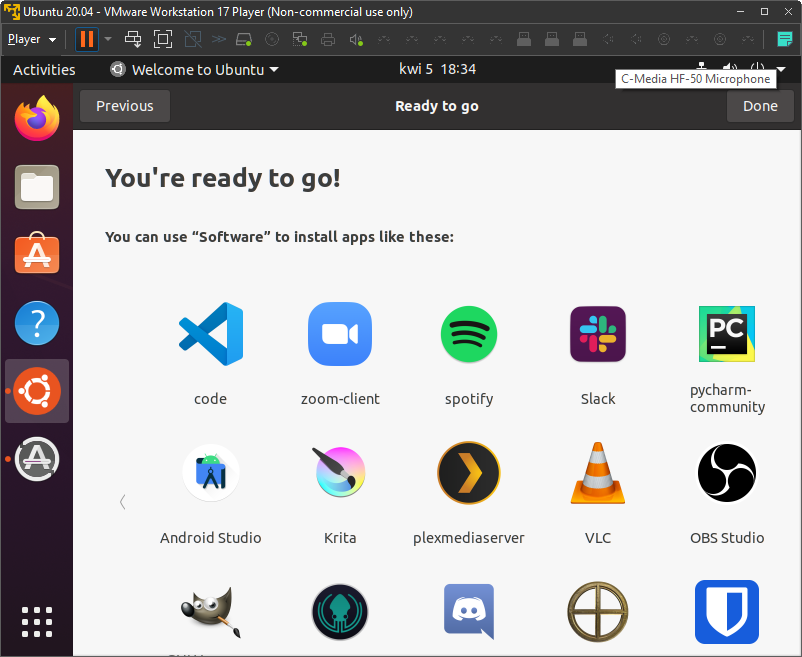 Ubuntu 20.04 - VMware Workstation 17 Player (Non-commercial use only)
Player
Activities
Welcome to Ubuntu
kwi 5 18:34
C-Media HF-50 Microphone
Previous
Ready to go
Done
You're ready to go!
You can use “Software” to install apps like these:
code
zoom-client
spotify
Slack
PC
pycharm-
community
Android Studio
Krita
plexmediaserver
VLC
OBS Studio